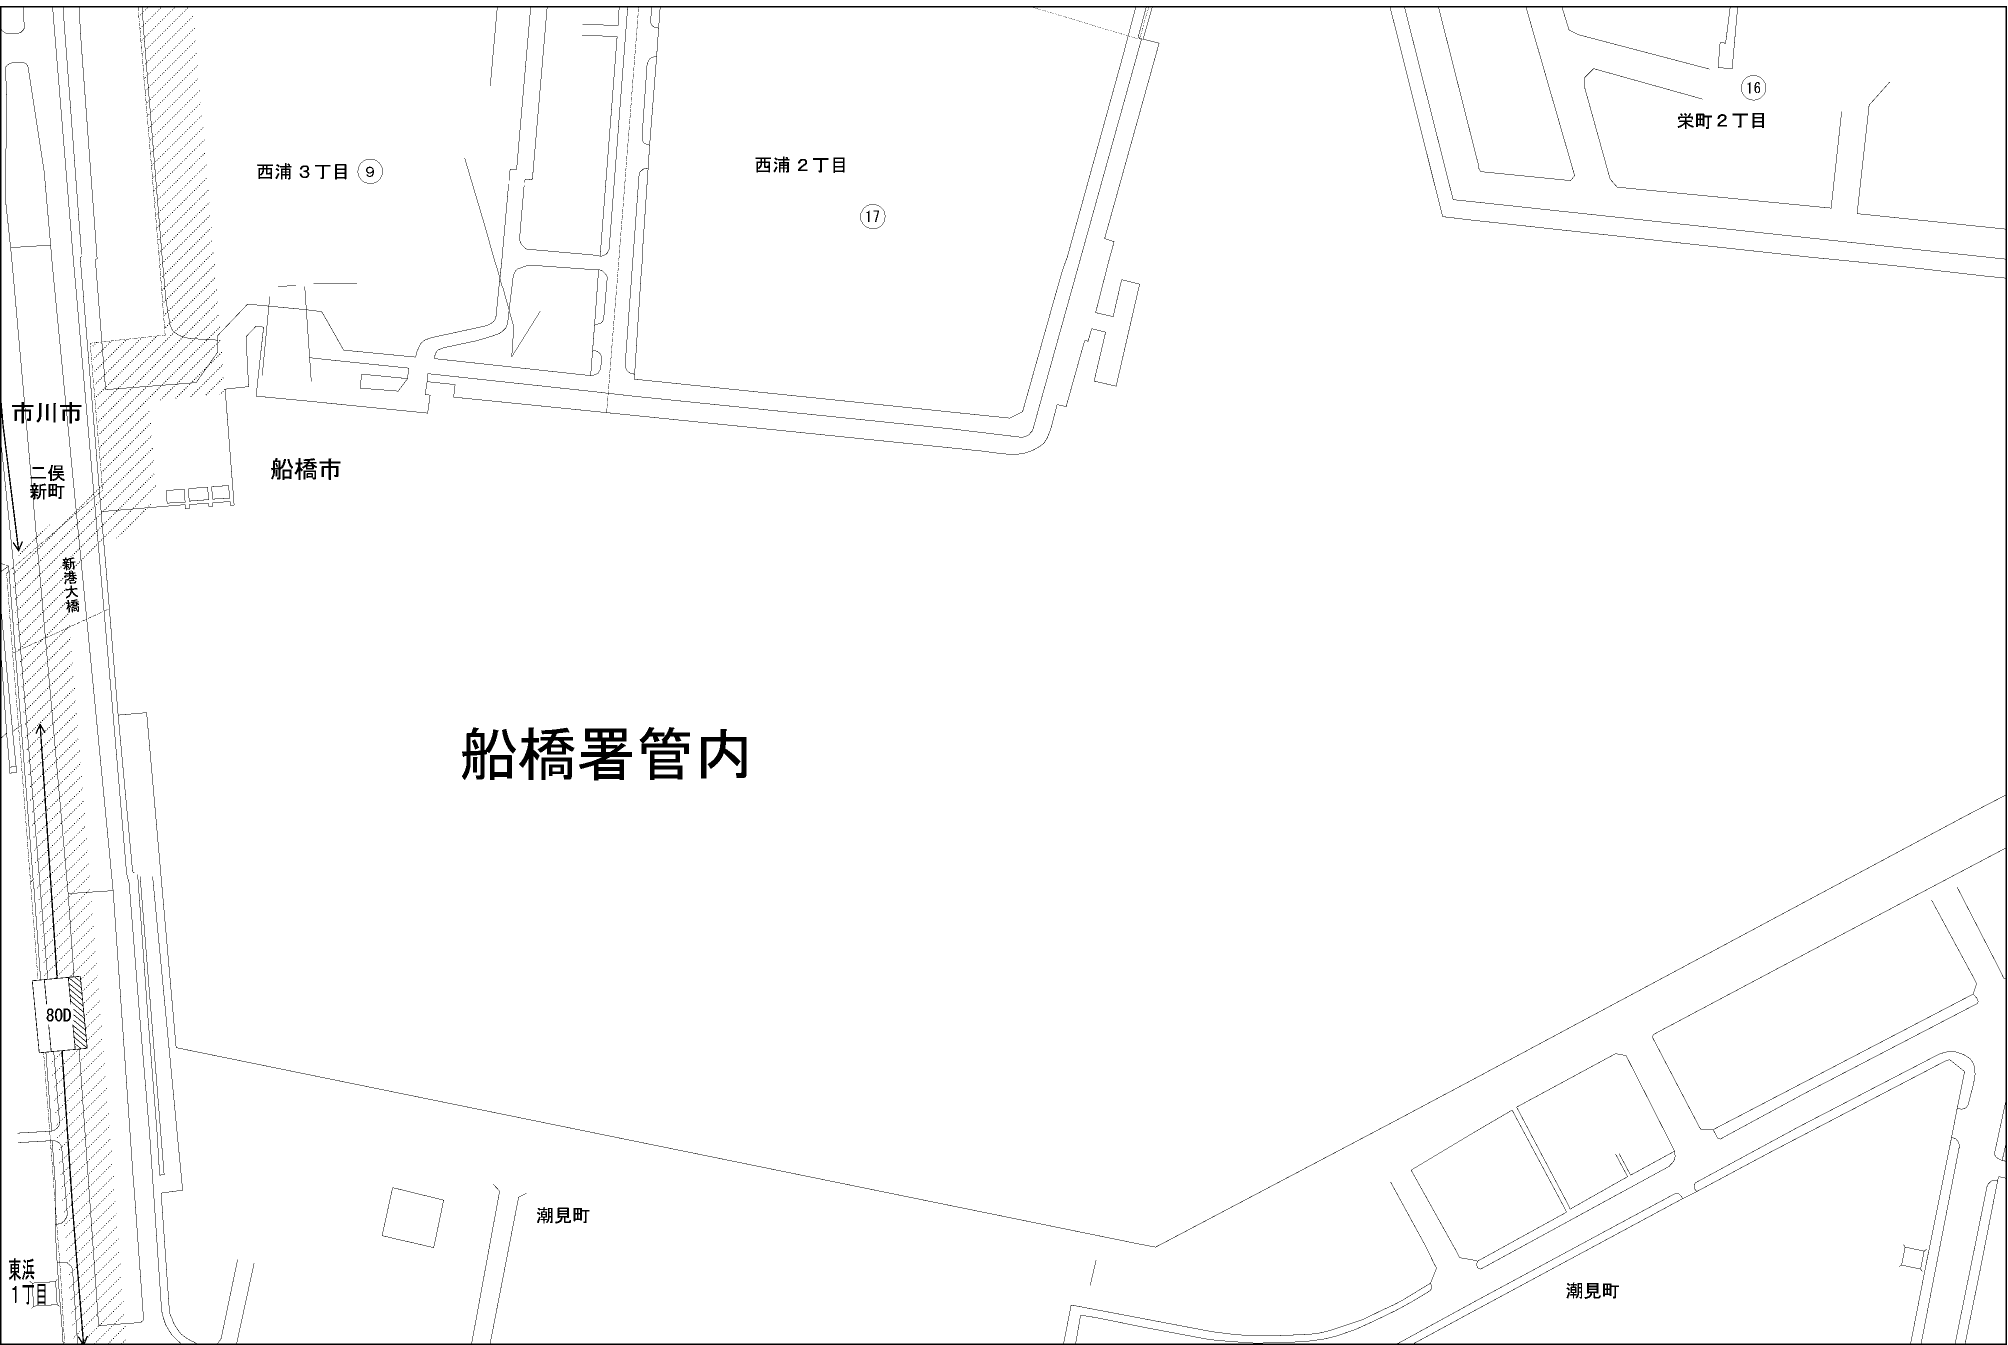 ⑯
栄町２丁目
西浦３丁目 ⑨
西浦２丁目
⑰
市川市
船橋市
二俣
新町
新港大橋
船橋署管内
80D
潮見町
東浜
1丁目
潮見町